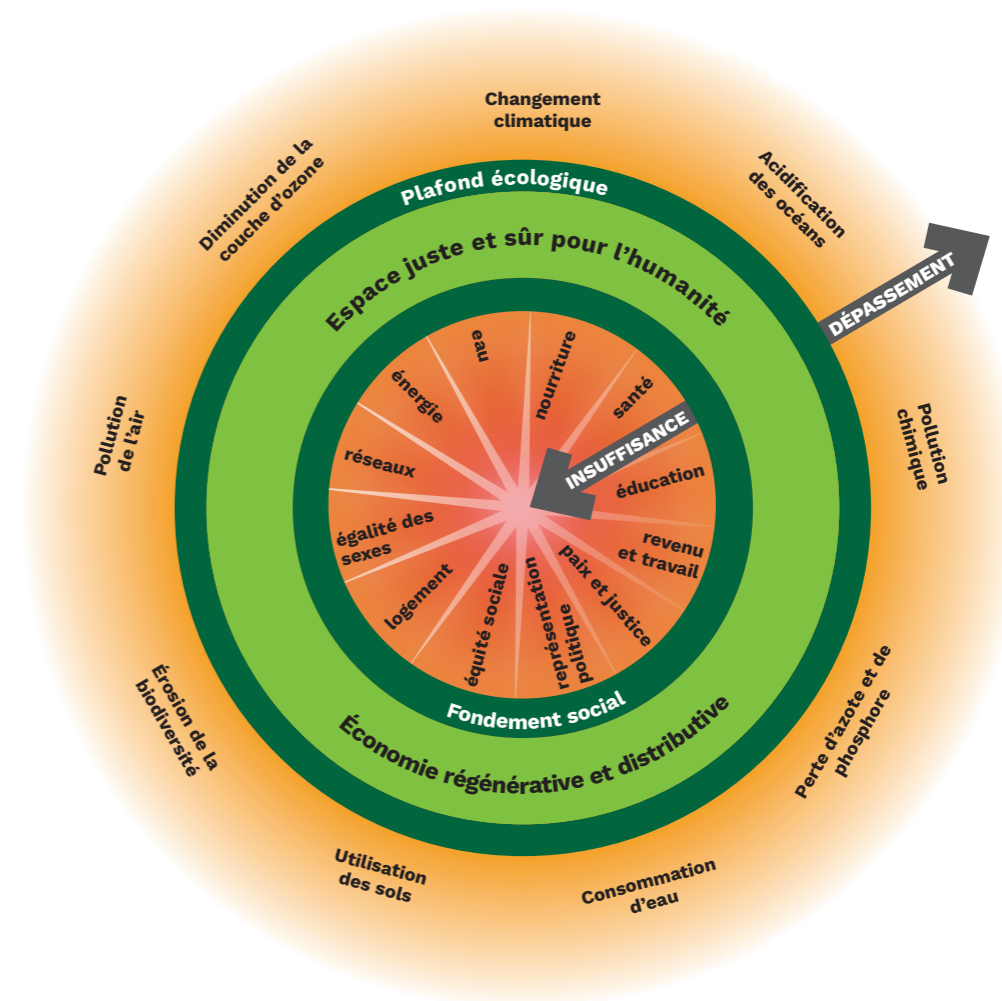 Changement
climatique
Acidification
des océans
DÉPASSEMENT
Pollution
chimique
Perte d’azote et de
phosphore
Consommation
d’eau
Utilisation
des sols
Érosion de la
biodiversité
Pollution
de l’air
Diminution de la
couche d’ozone
Plafond écologique
Espace juste et sûr pour l’humanité
eau
nourriture
santé
INSUFFISANCE
éducation
revenu
et travail
paix et justice
représentation
politique
équité sociale
logement
égalité des
sexes
réseaux
énergie
Fondement social
Économie régénérative et distributive